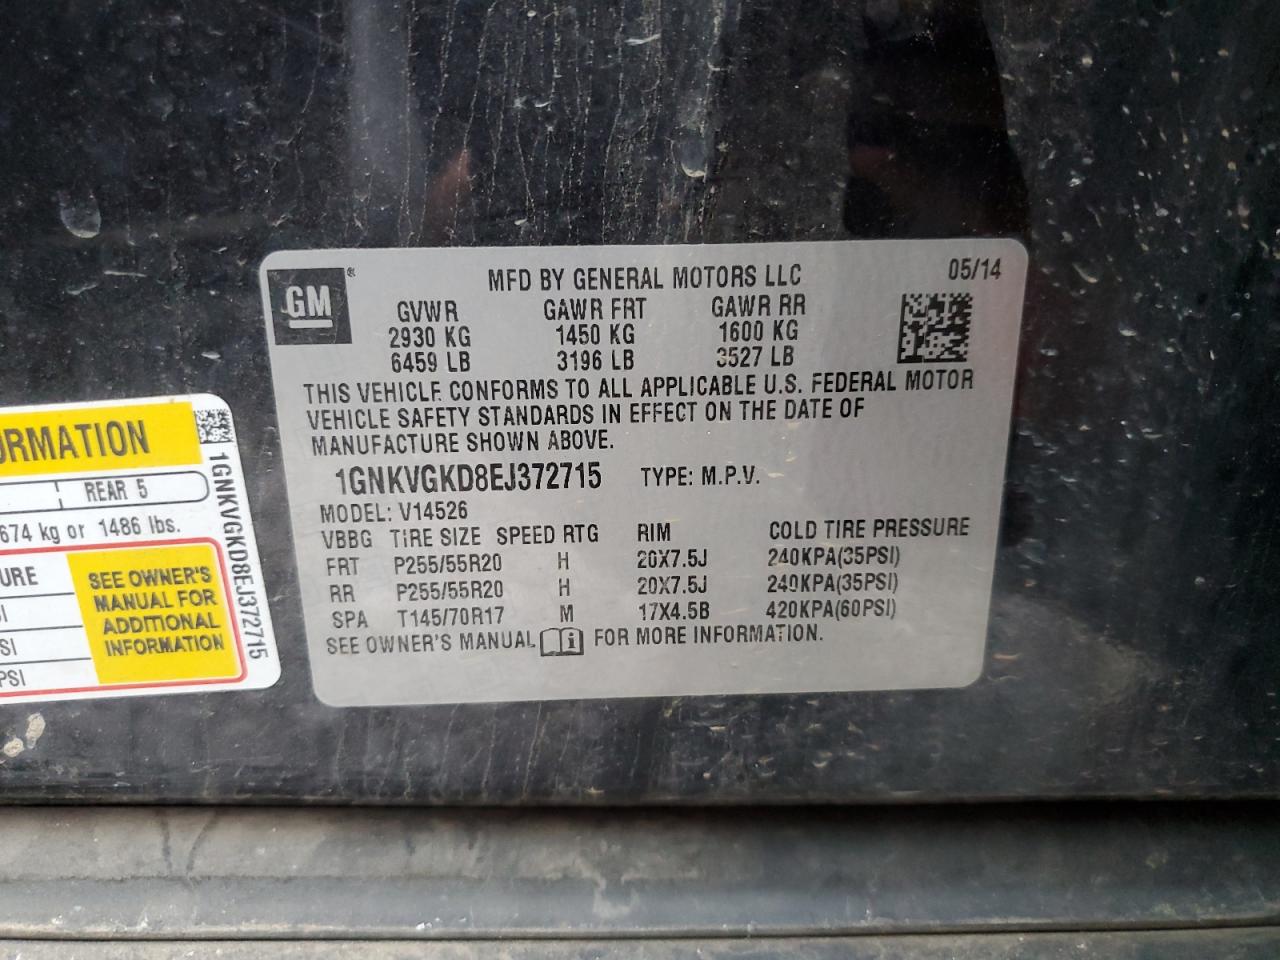 GM®
MFD BY GENERAL MOTORS LLC 05/14
GVWR GAWR FRT GAWR RR
2930 KG 1450 KG 1600 KG
6459 LB 3196 LB 3527 LB
THIS VEHICLE CONFORMS TO ALL APPLICABLE U.S. FEDERAL MOTOR
VEHICLE SAFETY STANDARDS IN EFFECT ON THE DATE OF
MANUFACTURE SHOWN ABOVE.
1GNKVGKD8EJ372715 TYPE: M.P.V.
MODEL: V14526
VBBG TIRE SIZE SPEED RTG RIM COLD TIRE PRESSURE
FRT P255/55R20 H 20X7.5J 240KPA(35PSI)
RR P255/55R20 H 20X7.5J 240KPA(35PSI)
SPA T145/70R17 M 17X4.5B 420KPA(60PSI)
SEE OWNER'S MANUAL i FOR MORE INFORMATION.
ORMATION
REAR 5
674 kg or 1486 lbs.
URE
SI
PSI
SEE OWNER'S
MANUAL FOR
ADDITIONAL
INFORMATION
1GNKVGKD8EJ372715